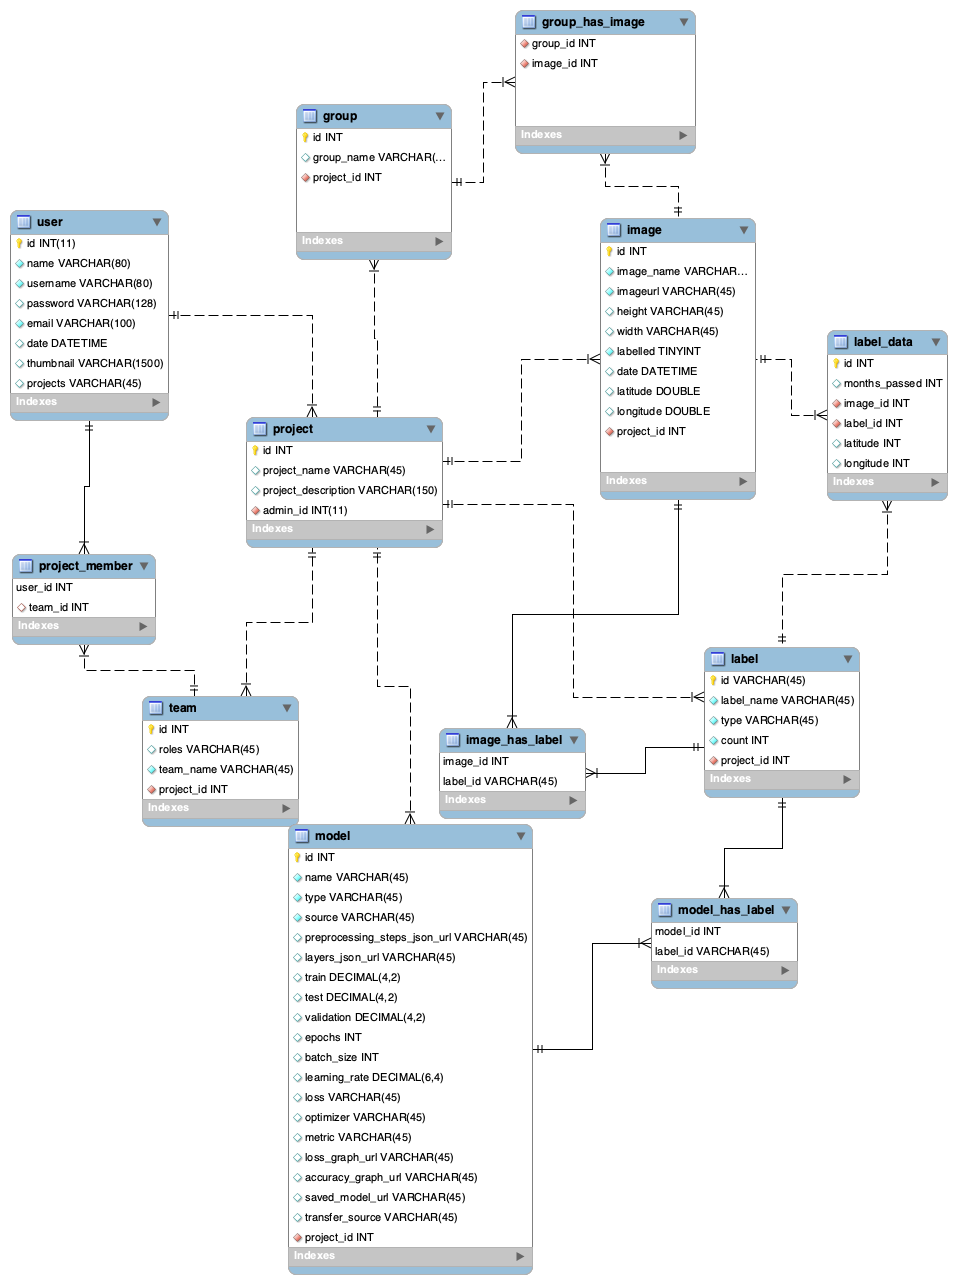 group_has_image
group_id INT
image_id INT
Indexes
group
id INT
group_name VARCHAR(...
project_id INT
Indexes
user
id INT(11)
name VARCHAR(80)
username VARCHAR(80)
password VARCHAR(128)
email VARCHAR(100)
date DATETIME
thumbnail VARCHAR(1500)
projects VARCHAR(45)
Indexes
image
id INT
image_name VARCHAR...
imageurl VARCHAR(45)
height VARCHAR(45)
width VARCHAR(45)
labelled TINYINT
date DATETIME
latitude DOUBLE
longitude DOUBLE
project_id INT
Indexes
label_data
id INT
months_passed INT
image_id INT
label_id INT
latitude INT
longitude INT
Indexes
project
id INT
project_name VARCHAR(45)
project_description VARCHAR(150)
admin_id INT(11)
Indexes
project_member
user_id INT
team_id INT
Indexes
team
id INT
roles VARCHAR(45)
team_name VARCHAR(45)
project_id INT
Indexes
image_has_label
image_id INT
label_id VARCHAR(45)
Indexes
label
id VARCHAR(45)
label_name VARCHAR(45)
type VARCHAR(45)
count INT
project_id INT
Indexes
model
id INT
name VARCHAR(45)
type VARCHAR(45)
source VARCHAR(45)
preprocessing_steps_json_url VARCHAR(45)
layers_json_url VARCHAR(45)
train DECIMAL(4,2)
test DECIMAL(4,2)
validation DECIMAL(4,2)
epochs INT
batch_size INT
learning_rate DECIMAL(6,4)
loss VARCHAR(45)
optimizer VARCHAR(45)
metric VARCHAR(45)
loss_graph_url VARCHAR(45)
accuracy_graph_url VARCHAR(45)
saved_model_url VARCHAR(45)
transfer_source VARCHAR(45)
project_id INT
Indexes
model_has_label
model_id INT
label_id VARCHAR(45)
Indexes